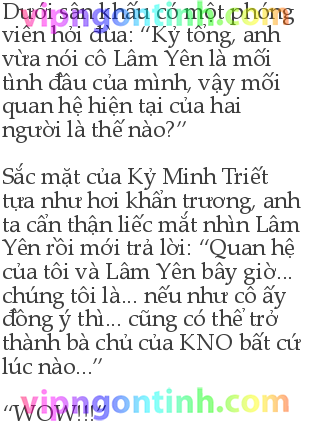 Dưới sân khấu có một phóng
viên hỏi đùa: “Kỷ tổng, anh
vừa nói cô Lâm Yên là mối
tình đầu của mình, vậy mối
quan hệ hiện tại của hai
người là thế nào?”
Sắc mặt của Kỷ Minh Triết
tựa như hơi khẩn trương, anh
ta cẩn thận liếc mắt nhìn Lâm
Yên rồi mới trả lời: “Quan hệ
của tôi và Lâm Yên bây giờ...
chúng tôi là... nếu như cô ấy
đồng ý thì... cũng có thể trở
thành bà chủ của KNO bất cứ
lúc nào...”
vipngontinh.com
“WOW!!!”
vipngontinh.com